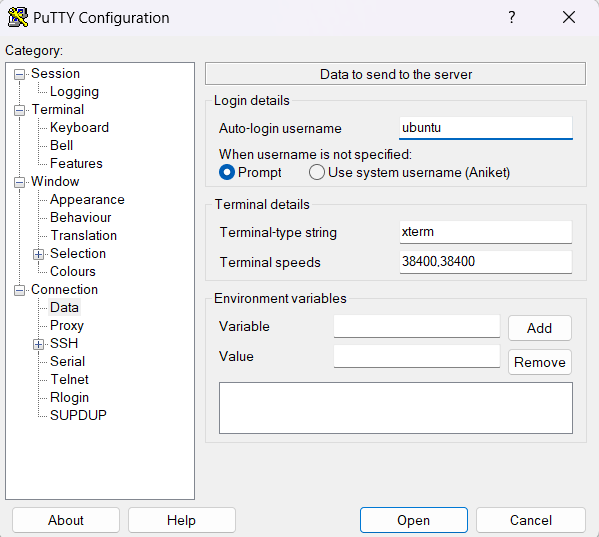 PuTTY Configuration
?
Category:
Session
Logging
Terminal
Keyboard
Bell
Features
Window
Appearance
Behaviour
Translation
Selection
Colours
Connection
Data
Proxy
SSH
Serial
Telnet
Rlogin
SUPDUP
Data to send to the server
Login details
Auto-login username ubuntu
When username is not specified:
Prompt Use system username (Aniket)
Terminal details
Terminal-type string xterm
Terminal speeds 38400,38400
Environment variables
Variable Add
Value
Remove
About Help Open Cancel